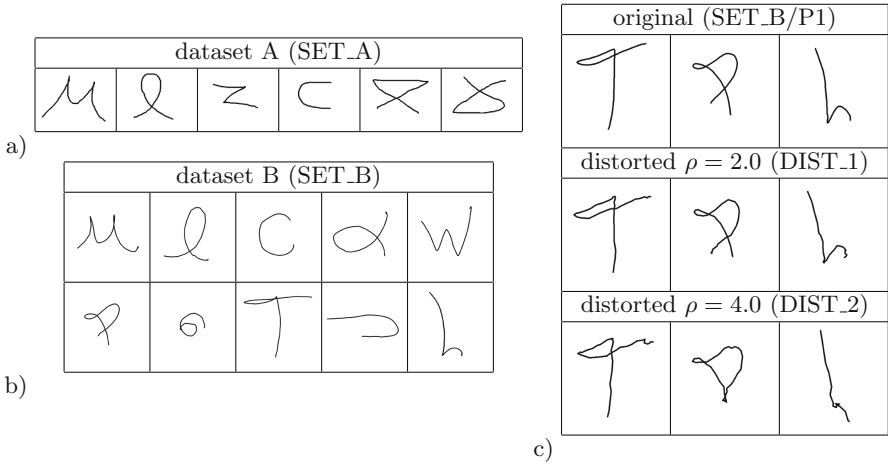 dataset A (SET_A)
a)
dataset B (SET_B)
b)
original (SET_B/P1)
distorted ρ = 2.0 (DIST_1)
distorted ρ = 4.0 (DIST_2)
c)